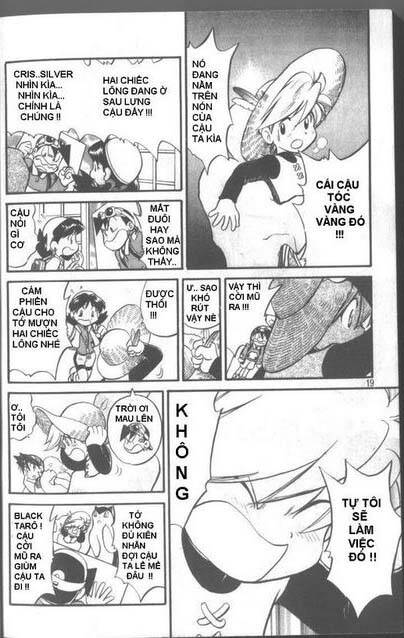 NÓ
ĐANG
NẰM
TRÊN
NÓN
CỦA
CẬU
TA KÌA
CÁI CẬU
TÓC
VÀNG
VÀNG ĐÓ
!!!
HAI CHIẾC
LÔNG ĐANG Ở
SAU LƯNG
CẬU ĐẤY !!!
CRIS..SILVER
NHÌN KÌA...
NHÌN KÌA...
CHÍNH LÀ
CHÚNG !!
MẮT
ĐUÔI
HAY
SAO MÀ
KHÔNG
THẤY..
CẬU
NÓI
GÌ
CƠ
VẬY THÌ
CỞI MŨ
RA !!!
Ư.. SAO
KHÓ
RÚT
VẬY NÈ
ĐƯỢC
THÔI
!!!
CẢM
PHIỀN
CẬU CHO
TỚ MƯỢN
HAI CHIẾC
LÔNG NHÉ
19
KHÔNG
TỰ TÔI
SẼ
LÀM
VIỆC
ĐÓ !!
TRỜI ƠI
MAU LÊN
Ơ..
TÔI
TÔI
TỚ
KHÔNG
ĐỦ KIÊN
NHẪN
ĐỢI CẬU
TA LỀ MỀ
ĐÂU !!
BLACK
TARÔ !
CẬU
CỞI
MŨ RA
GIÙM
CẬU TA
ĐI !